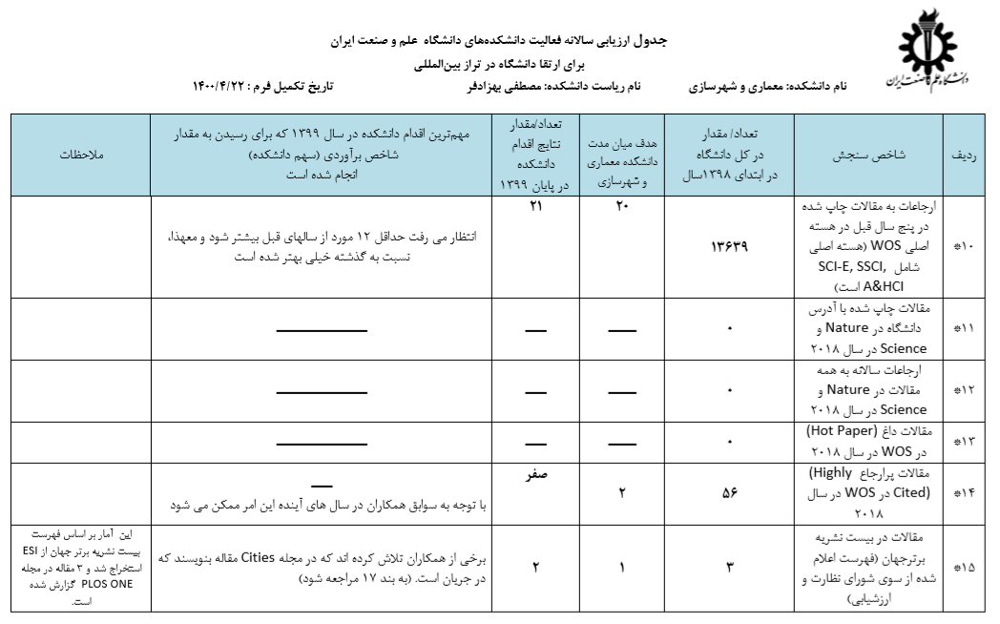 جدول ارزیابی سالانه فعالیت دانشکده‌های دانشگاه علم و صنعت ایران
برای ارتقا دانشگاه در تراز بین‌المللی
دانشگاه علم و صنعت ایران
نام دانشکده: معماری و شهرسازی
نام ریاست دانشکده: مصطفی بهزادفر
تاریخ تکمیل فرم : ۱۴۰۰/۴/۲۲
ردیف
شاخص سنجش
تعداد/ مقدار
در کل دانشگاه
در ابتدای ۱۳۹۸سال
هدف میان مدت
دانشکده معماری
و شهرسازی
تعداد/مقدار
نتایج اقدام
دانشکده
در پایان ۱۳۹۹
مهم‌ترین اقدام دانشکده در سال ۱۳۹۹ که برای رسیدن به مقدار
شاخص برآوردی (سهم دانشکده)
انجام شده است
ملاحظات
*۱۰
ارجاعات به مقالات چاپ شده
در پنج سال قبل در هسته
اصلی WOS (هسته اصلی
شامل SCI-E, SSCI,
A&HCI است)
۱۳۶۳۹
۲۰
۲۱
انتظار می رفت حداقل ۱۲ مورد از سالهای قبل بیشتر شود و معهذا،
نسبت به گذشته خیلی بهتر شده است
*۱۱
مقالات چاپ شده با آدرس
دانشگاه در Nature و
Science در سال ۲۰۱۸
۰
—
—
—
*۱۲
ارجاعات سالانه به همه
مقالات در Nature و
Science در سال ۲۰۱۸
۰
—
—
—
*۱۳
مقالات داغ (Hot Paper)
در WOS در سال ۲۰۱۸
۰
—
—
—
*۱۴
مقالات پرارجاع (Highly
Cited) در WOS در سال
۲۰۱۸
۵۶
۲
صفر
—
با توجه به سوابق همکاران در سال های آینده این امر ممکن می شود
*۱۵
مقالات در بیست نشریه
برترجهان (فهرست اعلام
شده از سوی شورای نظارت و
ارزشیابی)
۳
۱
۲
برخی از همکاران تلاش کرده اند که در مجله Cities مقاله بنویسند که
در جریان است. (به بند ۱۷ مراجعه شود)
این آمار بر اساس فهرست
بیست نشریه برتر جهان از ESI
استخراج شد و ۳ مقاله در مجله
PLOS ONE گزارش شده
است.